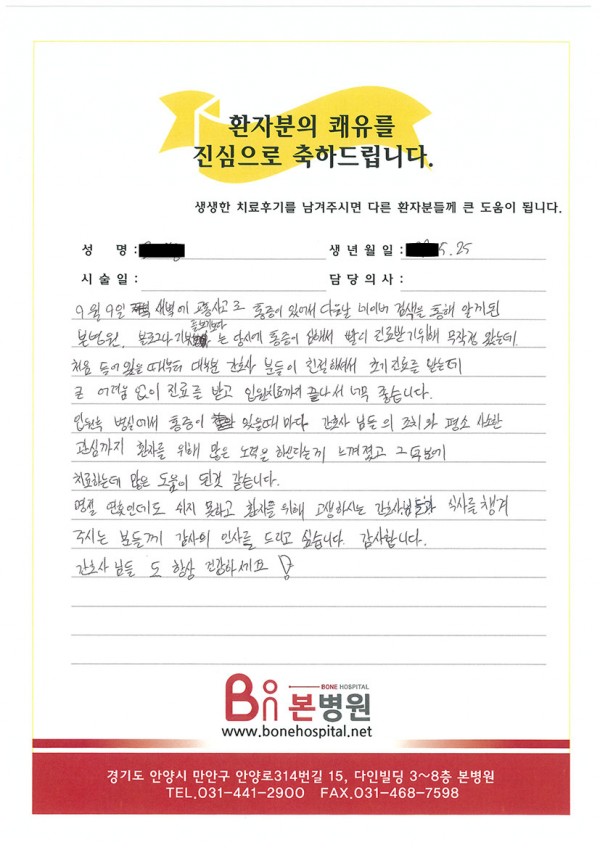 환자분의 쾌유를
진심으로 축하드립니다.
생생한 치료후기를 남겨주시면 다른 환자분들께 큰 도움이 됩니다.
성 명 : 생년월일 : 5.25
시술일 : 담당의사 :
9월 9일 새벽에 교통사고로 통증이 있어서 다음날 네이버 검색을 통해 알게된
본병원. 블로그나 들보기보다는 당시에 통증이 심해서 빨리 진료받기위해 무작정 왔는데
처음 들어 왔을 때부터 대부분 간호사 분들이 친절해서 초기진료를 받는데
큰 어려움 없이 진료를 받고 입원치료까지 끝나서 너무 좋습니다.
입원후 병실에서 통증이 있을때 마다 간호사 님들의 조치와 평소 사소한
관심까지 환자를 위해 많은 노력을 하신다는게 느껴졌고 그
치료하는데 많은 도움이 된것 같습니다.
명절 연휴인데도 쉬지 못하고 환자를 위해 고생하시는 간호사님들과 식사를 챙겨
주시는 분들께 감사의 인사를 드리고 싶습니다. 감사합니다.
간호사님들 도 항상 건강하세요!
BONE HOSPITAL
본병원
www.bonehospital.net
경기도 안양시 만안구 안양로314번길 15, 다인빌딩 3~8층 본병원
TEL.031-441-2900 FAX.031-468-7598